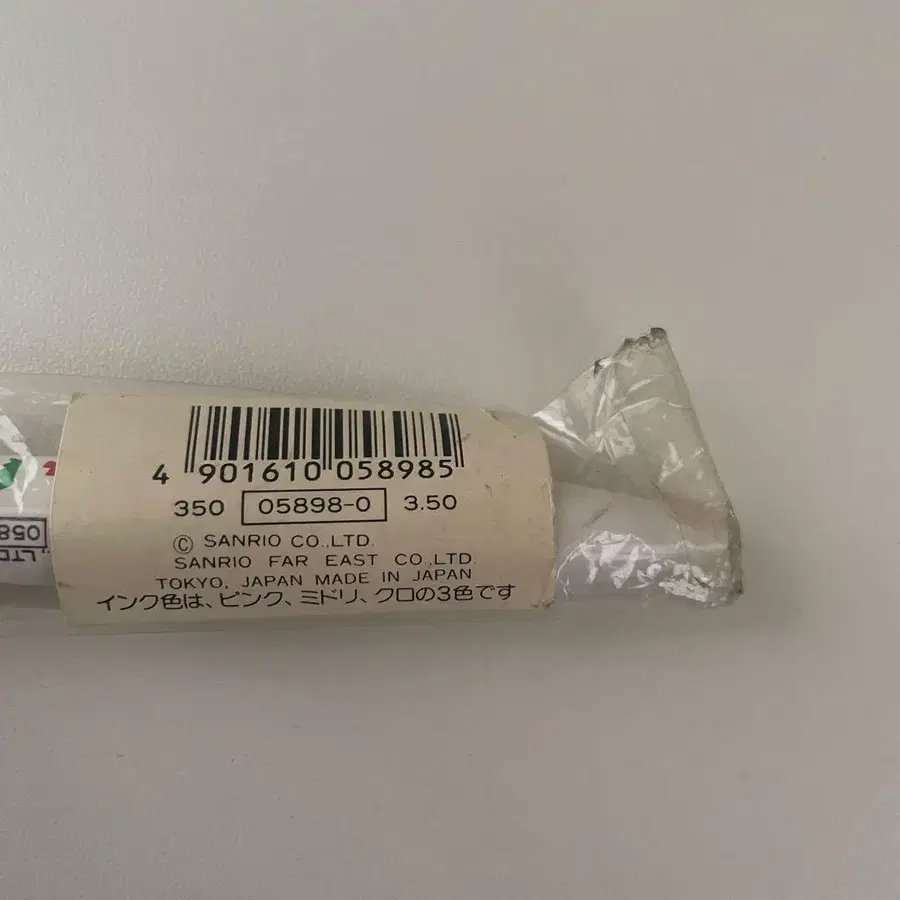 4 901610 058985
350 05898-0 3.50
© SANRIO CO.,LTD.
SANRIO FAR EAST CO.,LTD.
TOKYO, JAPAN MADE IN JAPAN
インク色は、ピンク、ミドリ、クロの3色です
LTD
058